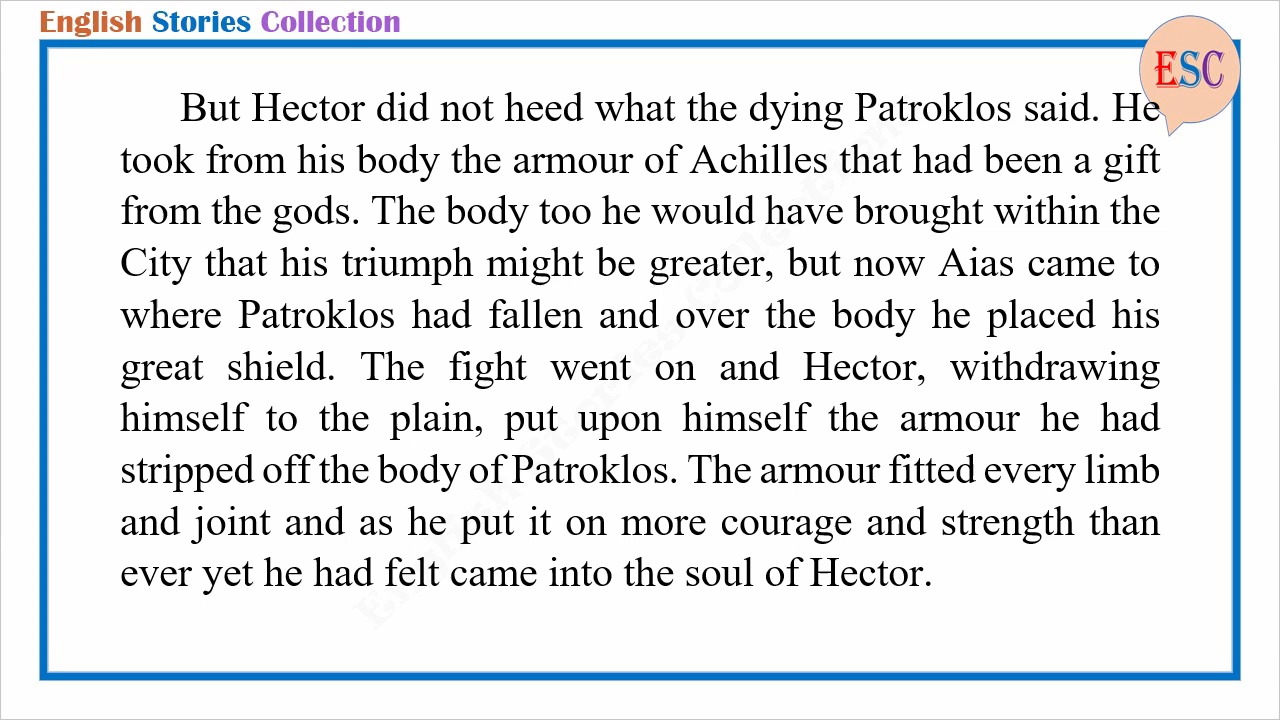 English Stories Collection
ESC
But Hector did not heed what the dying Patroklos said. He
took from his body the armour of Achilles that had been a gift
from the gods. The body too he would have brought within the
City that his triumph might be greater, but now Aias came to
where Patroklos had fallen and over the body he placed his
great shield. The fight went on and Hector, withdrawing
himself to the plain, put upon himself the armour he had
stripped off the body of Patroklos. The armour fitted every limb
and joint and as he put it on more courage and strength than
ever yet he had felt came into the soul of Hector.
English Stories Collection